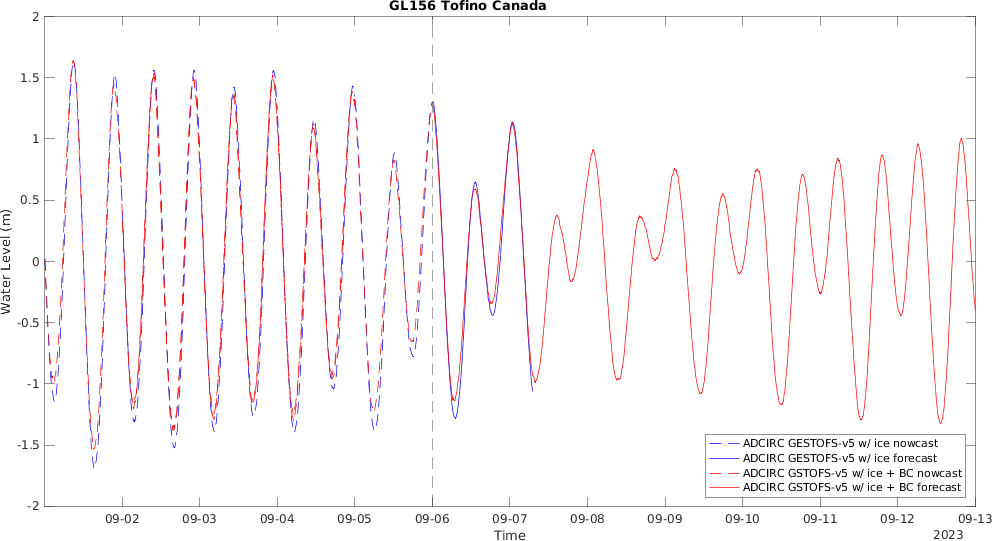 GL156 Tofino Canada
2
1.5
1
0.5
0
-0.5
-1
-1.5
-2
Water Level (m)
09-02 09-03 09-04 09-05 09-06 09-07 09-08 09-09 09-10 09-11 09-12 09-13
Time
2023
ADCIRC GESTOFS-v5 w/ ice nowcast
ADCIRC GESTOFS-v5 w/ ice forecast
ADCIRC GSTOFS-v5 w/ ice + BC nowcast
ADCIRC GSTOFS-v5 w/ ice + BC forecast